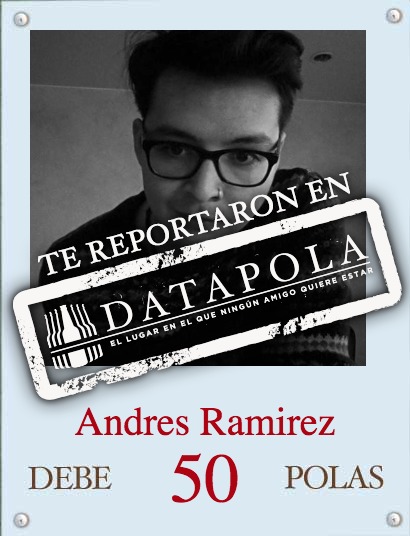 TE REPORTARON EN
DATAPOLA
EL LUGAR EN EL QUE NINGÚN AMIGO QUIERE ESTAR
Andres Ramirez
DEBE 50 POLAS